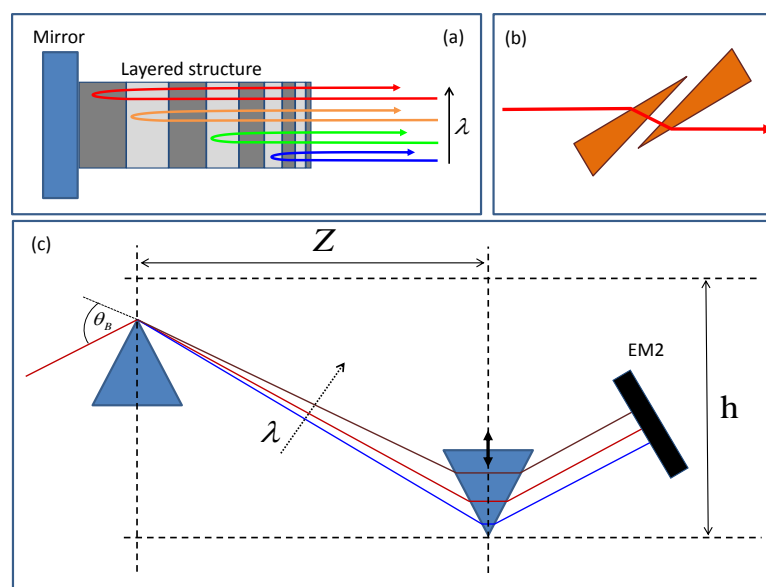 Mirror
(a)
Layered structure
λ
(b)
(c)
Z
θB
EM2
λ
h